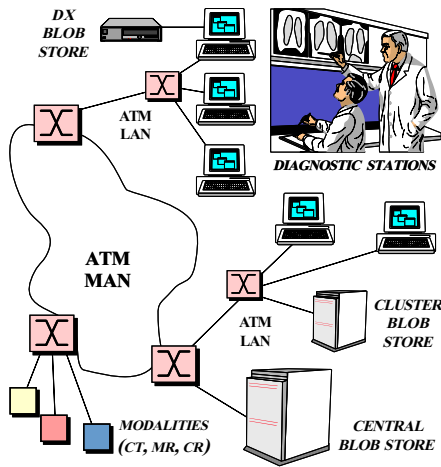 DX
BLOB
STORE
ATM
LAN
DIAGNOSTIC STATIONS
ATM
MAN
ATM
LAN
CLUSTER
BLOB
STORE
MODALITIES
(CT, MR, CR)
CENTRAL
BLOB STORE